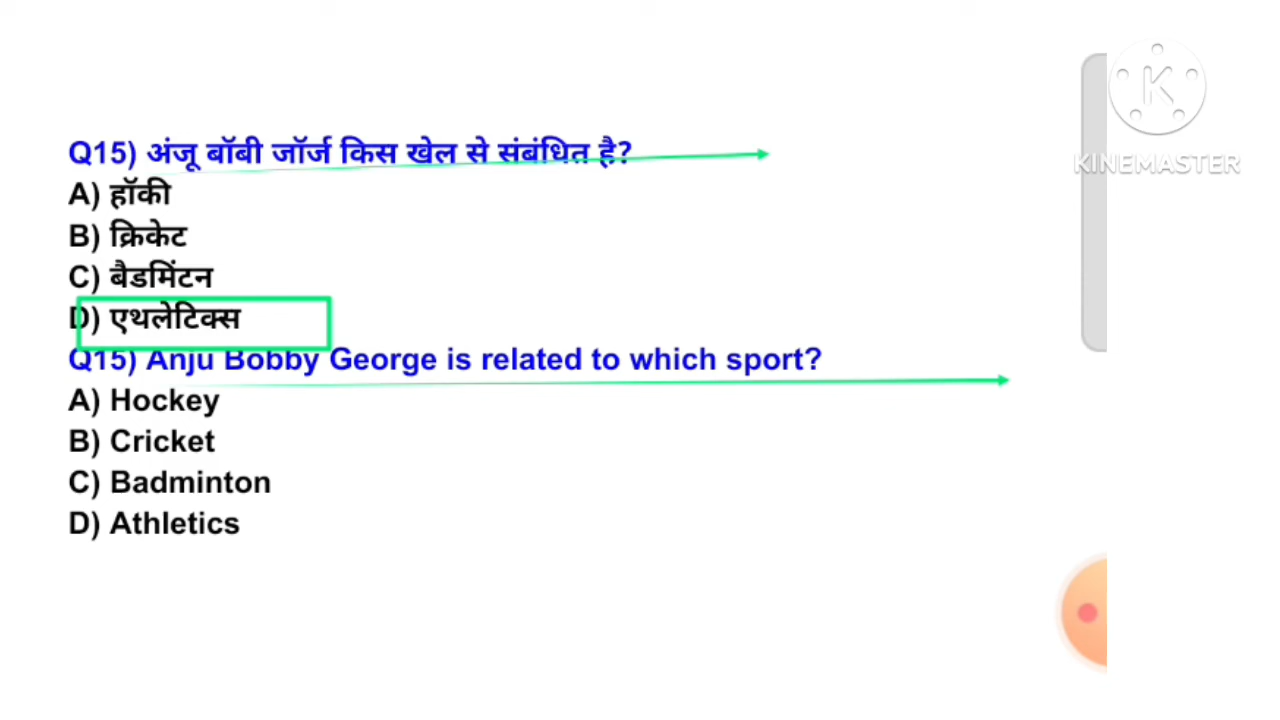 Q15) अंजू बॉबी जॉर्ज किस खेल से संबंधित है?
A) हॉकी
B) क्रिकेट
C) बैडमिंटन
D) एथलेटिक्स
Q15) Anju Bobby George is related to which sport?
A) Hockey
B) Cricket
C) Badminton
D) Athletics
K
KINEMASTER